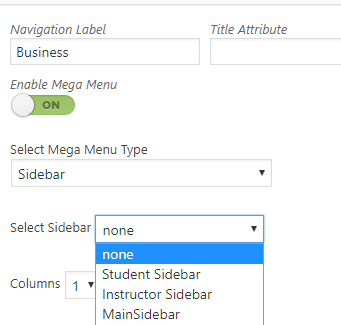 Navigation Label Title Attribute
Business
Enable Mega Menu
ON
Select Mega Menu Type
Sidebar
Select Sidebar none
none
Student Sidebar
Columns 1 Instructor Sidebar
MainSidebar